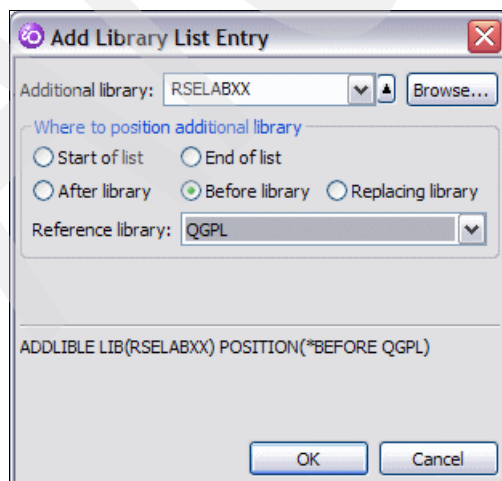 Add Library List Entry
Additional library: RSELABXX Browse...
Where to position additional library
Start of list End of list
After library Before library Replacing library
Reference library: QGPL
ADDLIBLE LIB(RSELABXX) POSITION(*BEFORE QGPL)
OK Cancel